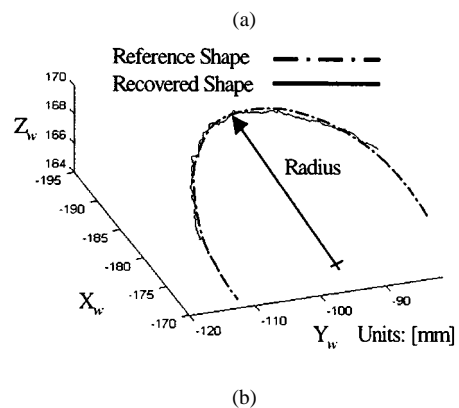 (a)
Reference Shape
Recovered Shape
170
168
Z_w
166
164
Radius
-195
-190
-185
-180
X_w
-175
-170
-120
-110
-100
-90
Y_w Units: [mm]
(b)